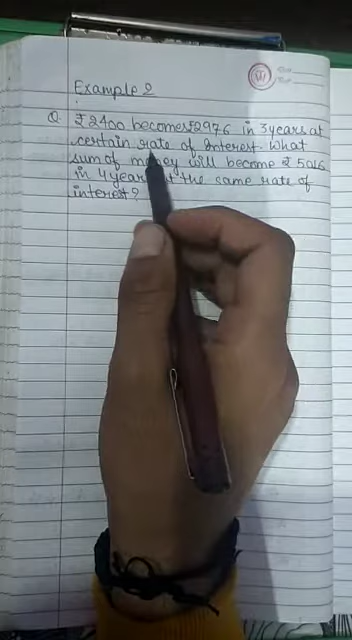 Example 2
Q. ₹2400 becomes ₹2976 in 3 years at
certain rate of interest. What
sum of money will become ₹ 5016
in 4 years at the same rate of
interest?